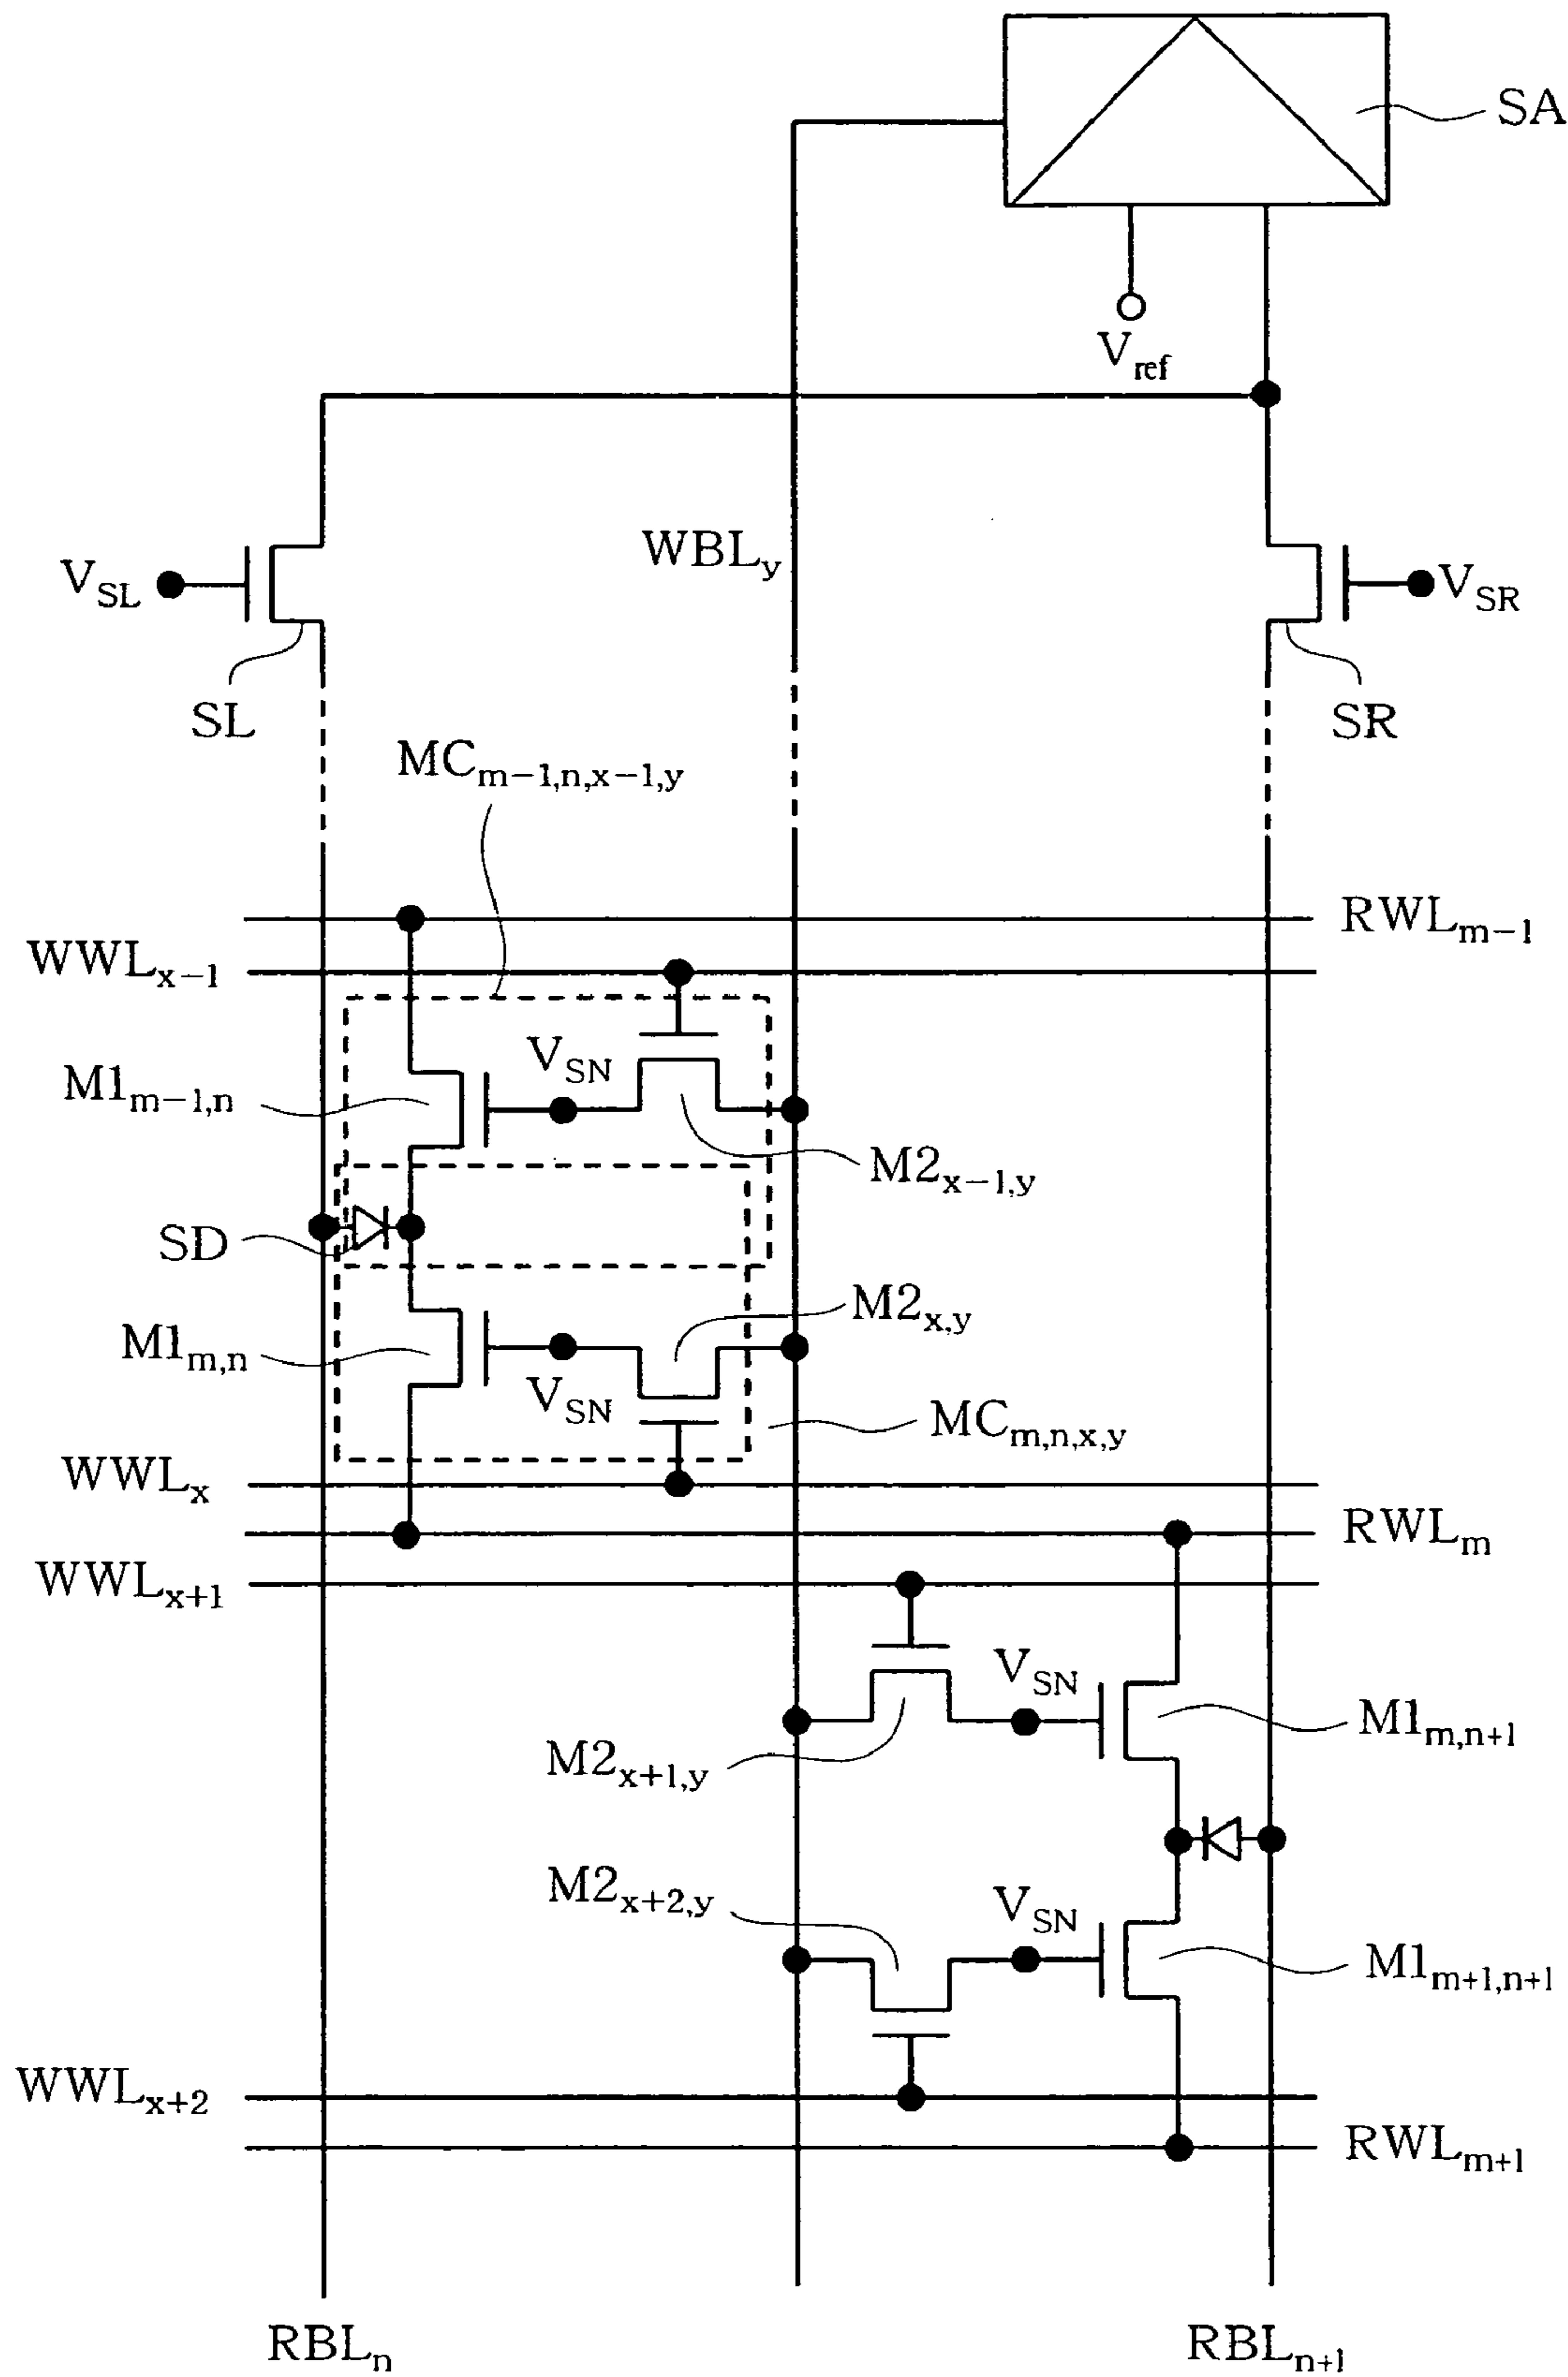 SA
V_ref
WBL_y
V_SL
V_SR
SL
SR
MC_m-1,n,x-1,y
RWL_m-1
WWL_x-1
V_SN
M1_m-1,n
M2_x-1,y
SD
M2_x,y
M1_m,n
V_SN
MC_m,n,x,y
WWL_x
RWL_m
WWL_x+1
V_SN
M1_m,n+1
M2_x+1,y
M2_x+2,y
V_SN
M1_m+1,n+1
WWL_x+2
RWL_m+1
RBL_n
RBL_n+1